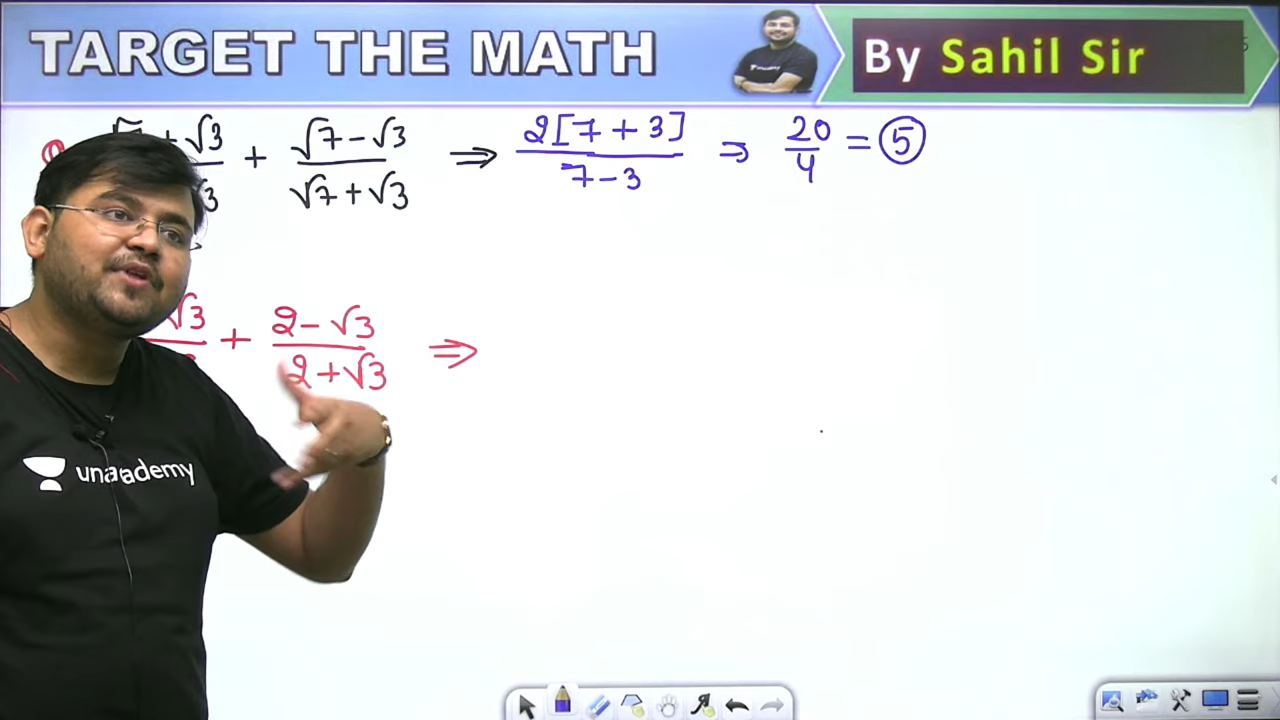 TARGET THE MATH By Sahil Sir
+ √3 + √7 - √3 ⇒ 2[7 + 3] ⇒ 20 = 5
√3 √7 + √3 7 - 3 4
√3 + 2 - √3 ⇒
2 + √3
unacademy